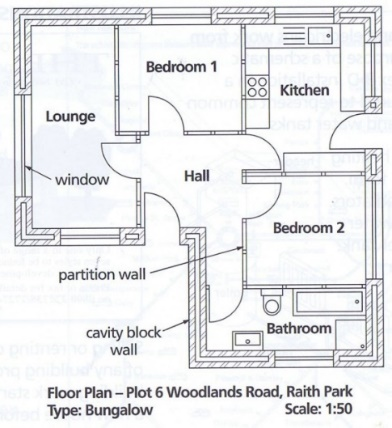 Bedroom 1
Kitchen
Lounge
Hall
window
Bedroom 2
partition wall
cavity block
wall
Bathroom
Floor Plan – Plot 6 Woodlands Road, Raith Park
Type: Bungalow Scale: 1:50